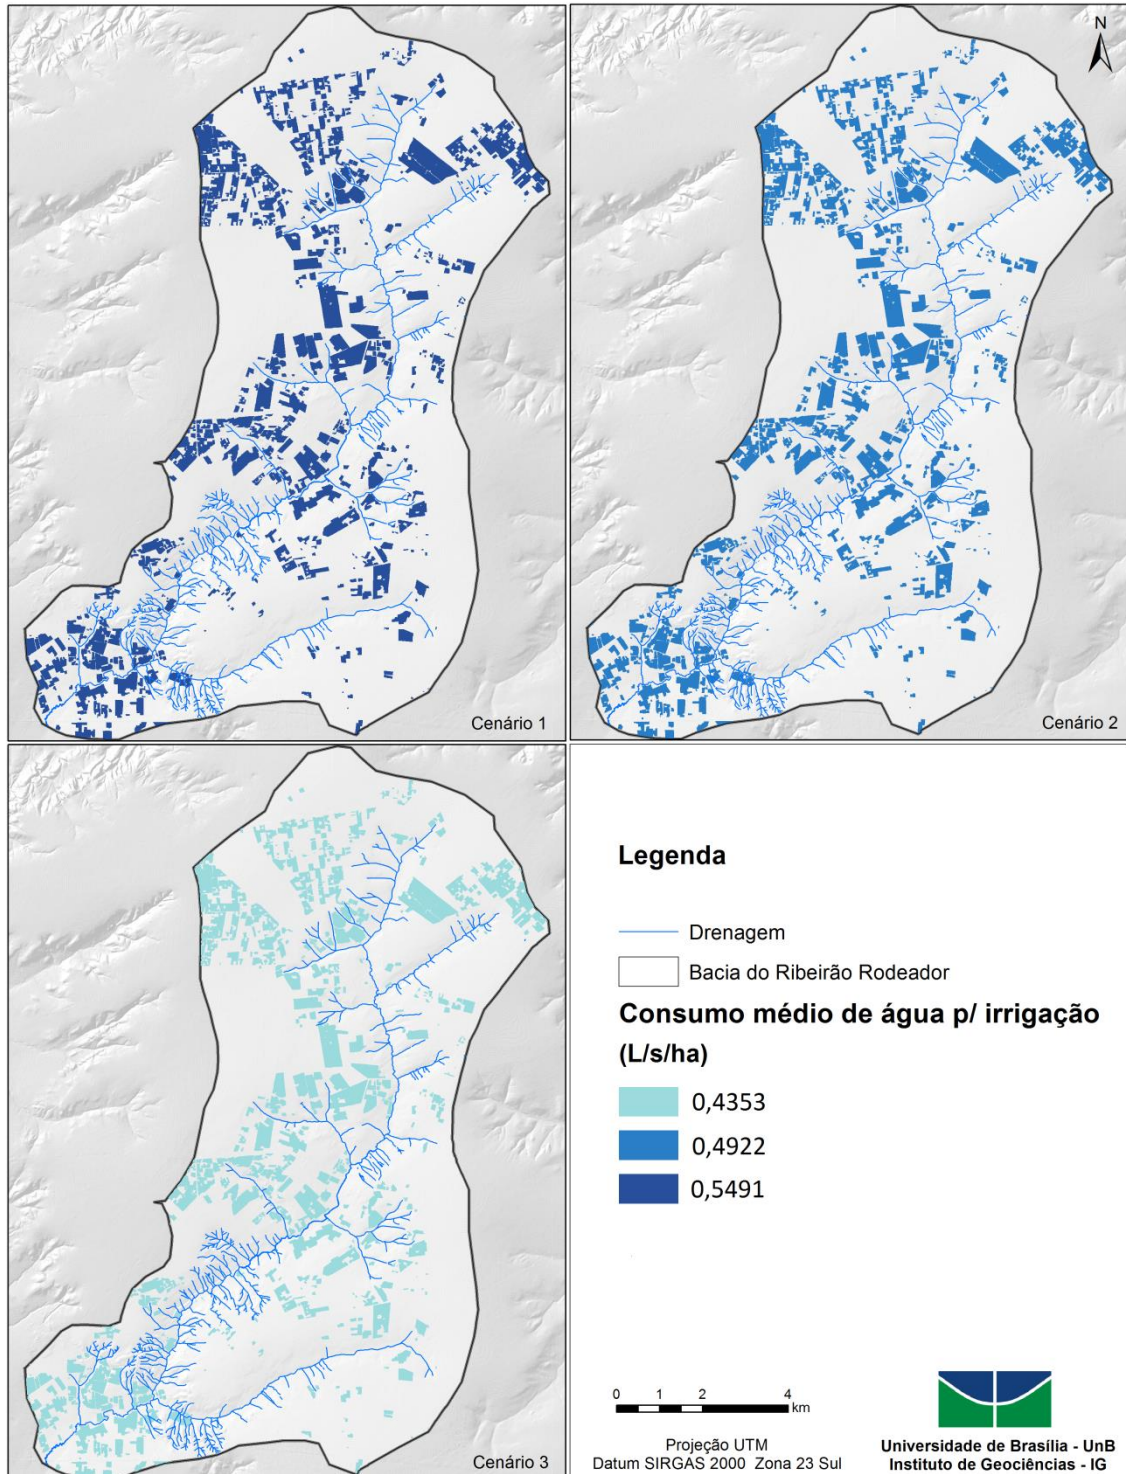 N
Cenário 1
Cenário 2
Cenário 3
Legenda
Drenagem
Bacia do Ribeirão Rodeador
Consumo médio de água p/ irrigação
(L/s/ha)
0,4353
0,4922
0,5491
0 1 2 4
km
Projeção UTM
Datum SIRGAS 2000 Zona 23 Sul
Universidade de Brasília - UnB
Instituto de Geociências - IG